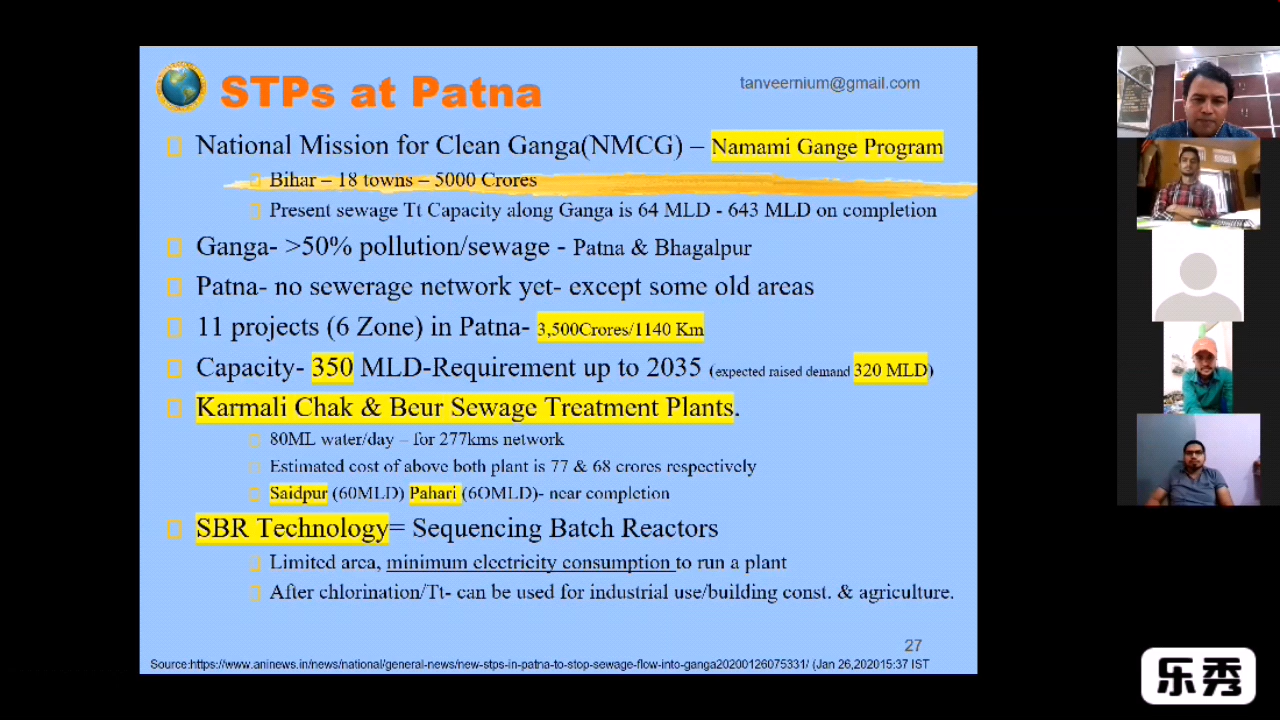 STPs at Patna
tanveernium@gmail.com
National Mission for Clean Ganga(NMCG) – Namami Gange Program
Bihar – 18 towns – 5000 Crores
Present sewage Tt Capacity along Ganga is 64 MLD - 643 MLD on completion
Ganga- >50% pollution/sewage - Patna & Bhagalpur
Patna- no sewerage network yet- except some old areas
11 projects (6 Zone) in Patna- 3,500Crores/1140 Km
Capacity- 350 MLD-Requirement up to 2035 (expected raised demand 320 MLD)
Karmali Chak & Beur Sewage Treatment Plants.
80ML water/day – for 277kms network
Estimated cost of above both plant is 77 & 68 crores respectively
Saidpur (60MLD) Pahari (6OMLD)- near completion
SBR Technology= Sequencing Batch Reactors
Limited area, minimum electricity consumption to run a plant
After chlorination/Tt- can be used for industrial use/building const. & agriculture.
27
Source:https://www.aninews.in/news/national/general-news/new-stps-in-patna-to-stop-sewage-flow-into-ganga20200126075331/ (Jan 26,202015:37 IST
乐秀